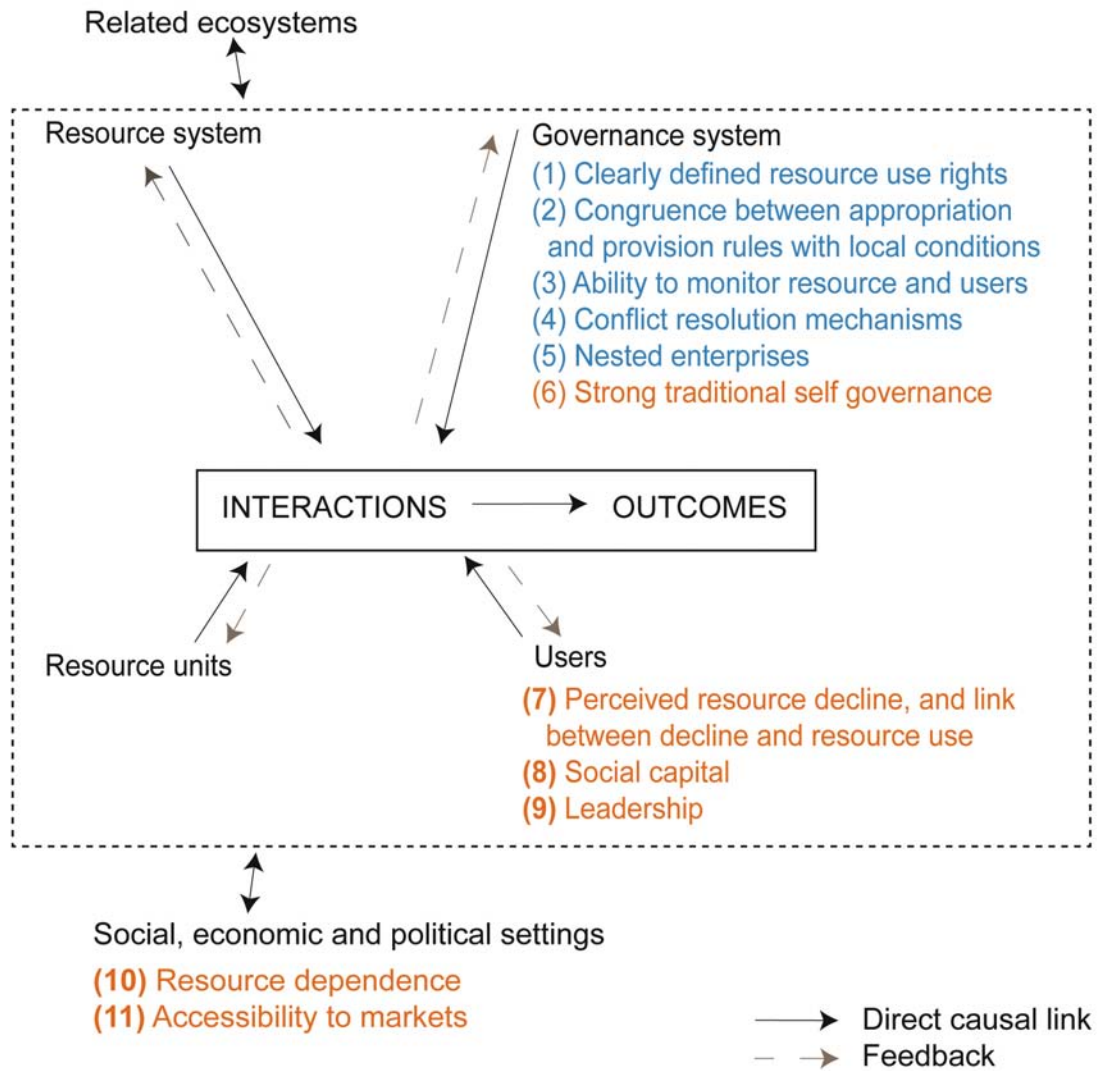 Related ecosystems
Resource system
Governance system
(1) Clearly defined resource use rights
(2) Congruence between appropriation
and provision rules with local conditions
(3) Ability to monitor resource and users
(4) Conflict resolution mechanisms
(5) Nested enterprises
(6) Strong traditional self governance
INTERACTIONS
OUTCOMES
Resource units
Users
(7) Perceived resource decline, and link
between decline and resource use
(8) Social capital
(9) Leadership
Social, economic and political settings
(10) Resource dependence
(11) Accessibility to markets
Direct causal link
Feedback